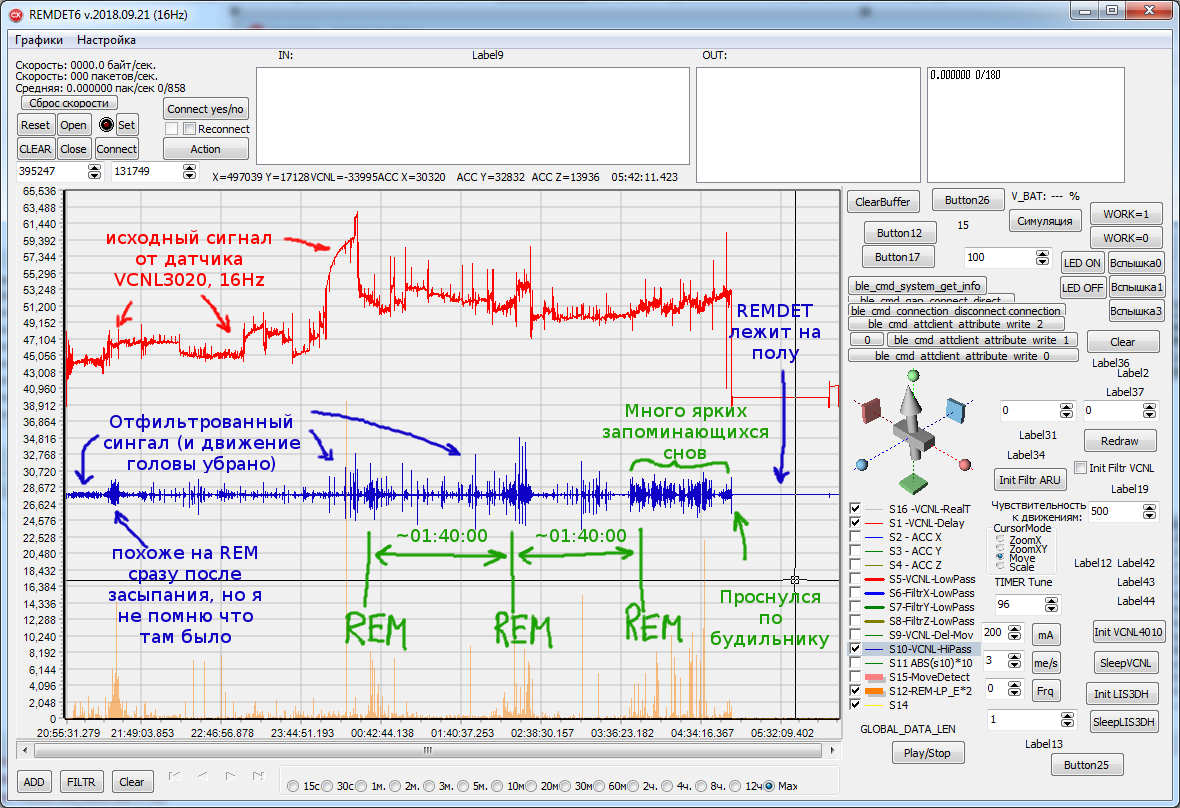 REMDET6 v.2018.09.21 (16Hz)
Графики Настройка
IN: Label9 OUT:
Скорость: 0000.0 байт/сек.
Скорость: 000 пакетов/сек.
Средняя: 0.000000 пак/сек 0/858
0.000000 0/180
Сброс скорости
Connect yes/no
Reset Open Set
Reconnect
CLEAR Close Connect
Action
395247 131749
X=497039 Y=17128 VCNL=-33995 ACC X=30320 ACC Y=32832 ACC Z=13936 05:42:11.423
65,536
63,488
61,440
59,392
57,344
55,296
53,248
51,200
49,152
47,104
45,056
43,008
40,960
38,912
36,864
34,816
32,768
30,720
28,672
26,624
24,576
22,528
20,480
18,432
16,384
14,336
12,288
10,240
8,192
6,144
4,096
2,048
0
исходный сигнал
от датчика
VCNL3020, 16Hz
REMDET
лежит на
полу
Отфильтрованный
сингал (и движение
головы убрано)
Много ярких
запоминающихся
снов
похоже на REM
сразу после
засыпания, но я
не помню что
там было
~01:40:00
~01:40:00
REM
REM
REM
Проснулся
по
будильнику
20:55:31.279 21:49:03.853 22:46:56.878 23:44:51.193 00:42:44.138 01:40:37.253 02:38:30.157 03:36:23.182 04:34:16.367 05:32:09.402
ADD FILTR Clear
15с 30с 1м. 2м. 3м. 5м. 10м 20м 30м 60м 2ч. 4ч. 8ч. 12ч Max
ClearBuffer
Button26
V_BAT: --- %
Button12
15
Симуляция
WORK=1
WORK=0
Button17
100
LED ON
Вспышка0
LED OFF
Вспышка1
Вспышка3
ble_cmd_system_get_info
ble_cmd_gap_connect_direct
ble_cmd_connection_disconnect connection
ble_cmd_attclient_attribute_write_2
0
ble_cmd_attclient_attribute_write_1
ble_cmd_attclient_attribute_write_0
Clear
Label36
Label2
Label37
0 0
Label31
Redraw
Label34
Init Filtr VCNL
Init Filtr ARU
Label19
Чувствительность
к движениям:
500
CursorMode
ZoomX
ZoomXY
Move
Scale
Label12 Label42
TIMER Tune
Label43
96
Label44
S16 -VCNL-RealT
S1 -VCNL-Delay
S2 - ACC X
S3 - ACC Y
S4 - ACC Z
S5-VCNL-LowPass
S6-FiltrX-LowPass
S7-FiltrY-LowPass
S8-FiltrZ-LowPass
S9-VCNL-Del-Mov
S10-VCNL-HiPass
S11 ABS(s10)*10
S15-MoveDetect
S12-REM-LP_E*2
S14
200
mA
Init VCNL4010
3
me/s
SleepVCNL
0
Frq
Init LIS3DH
1
SleepLIS3DH
GLOBAL_DATA_LEN
Label13
Play/Stop
Button25